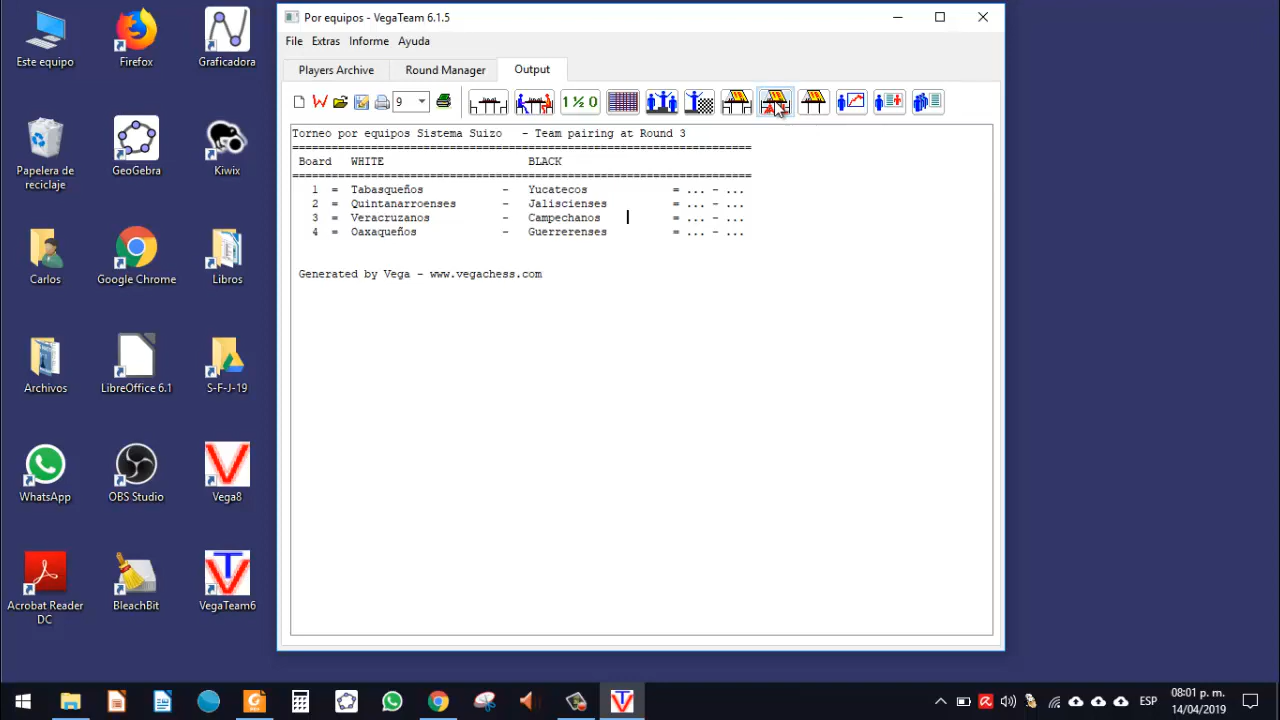 Por equipos - VegaTeam 6.1.5
File Extras Informe Ayuda
Players Archive Round Manager Output
9
1 ½ 0
Torneo por equipos Sistema Suizo - Team pairing at Round 3
==================================================================
Board WHITE BLACK
==================================================================
1 = Tabasqueños - Yucatecos = ... - ...
2 = Quintanarroenses - Jaliscienses = ... - ...
3 = Veracruzanos - Campechanos = ... - ...
4 = Oaxaqueños - Guerrerenses = ... - ...
Generated by Vega - www.vegachess.com
Este equipo
Firefox
Graficadora
Papelera de
reciclaje
GeoGebra
Kiwix
Carlos
Google Chrome
Libros
Archivos
LibreOffice 6.1
S-F-J-19
WhatsApp
OBS Studio
Vega8
Acrobat Reader
DC
BleachBit
VegaTeam6
ESP
08:01 p. m.
14/04/2019